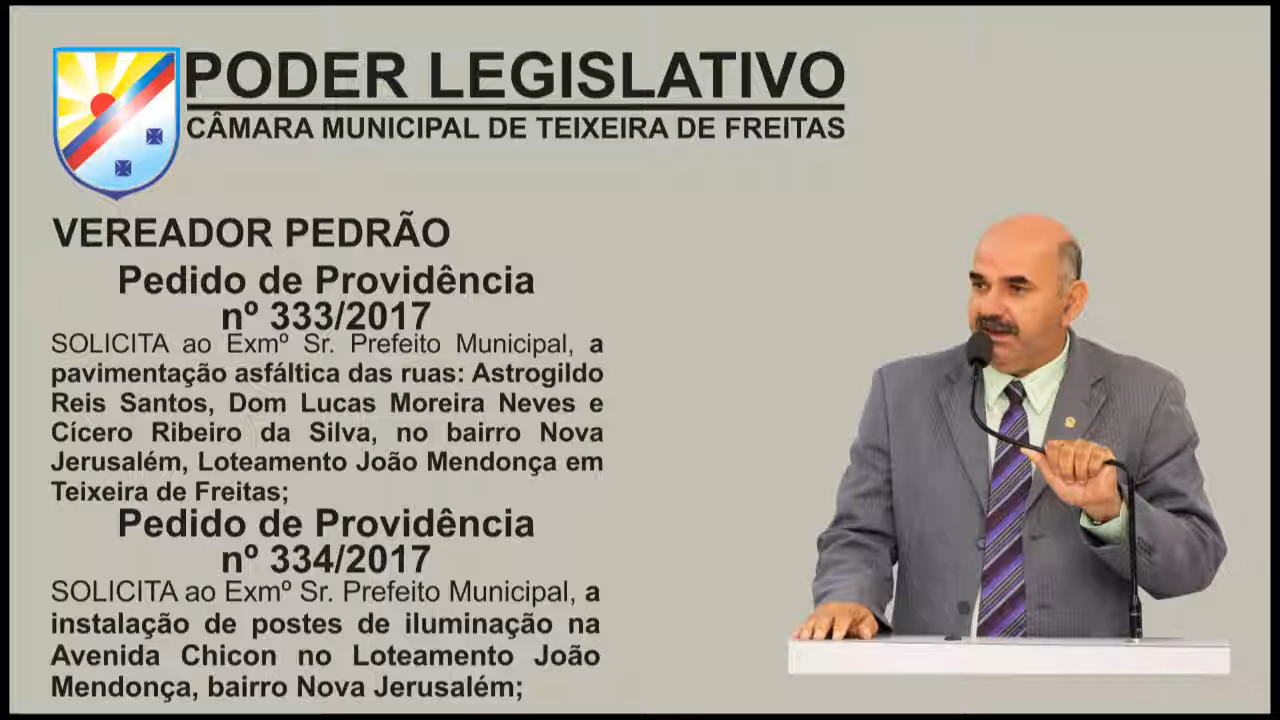 PODER LEGISLATIVO
CÂMARA MUNICIPAL DE TEIXEIRA DE FREITAS
VEREADOR PEDRÃO
Pedido de Providência
nº 333/2017
SOLICITA ao Exmº Sr. Prefeito Municipal, a
pavimentação asfáltica das ruas: Astrogildo
Reis Santos, Dom Lucas Moreira Neves e
Cícero Ribeiro da Silva, no bairro Nova
Jerusalém, Loteamento João Mendonça em
Teixeira de Freitas;
Pedido de Providência
nº 334/2017
SOLICITA ao Exmº Sr. Prefeito Municipal, a
instalação de postes de iluminação na
Avenida Chicon no Loteamento João
Mendonça, bairro Nova Jerusalém;